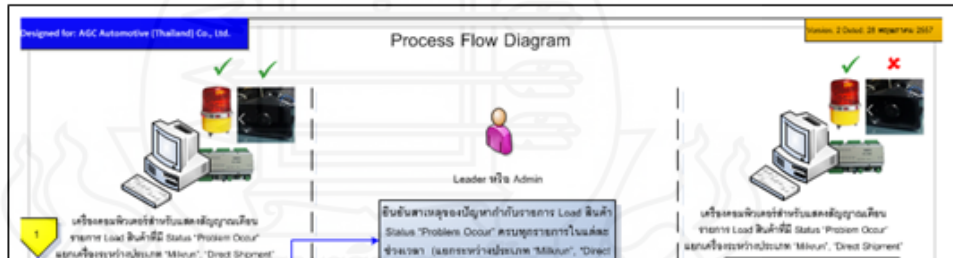 Designed for: AGC Automotive (Thailand) Co., Ltd.
Process Flow Diagram
Version. 2 Dated. 28 พฤษภาคม 2557
Leader หรือ Admin
1
เครื่องคอมพิวเตอร์สำหรับแสดงสัญญาณเตือน
รายการ Load สินค้าที่มี Status "Problem Occur"
แยกเครื่องระหว่างประเภท "Milkrun", "Direct Shipment"
ยืนยันสาเหตุของปัญหากำกับรายการ Load สินค้า
Status "Problem Occur" ครบทุกรายการในแต่ละ
ช่วงเวลา (แยกระหว่างประเภท "Milkrun", "Direct
เครื่องคอมพิวเตอร์สำหรับแสดงสัญญาณเตือน
รายการ Load สินค้าที่มี Status "Problem Occur"
แยกเครื่องระหว่างประเภท "Milkrun", "Direct Shipment"